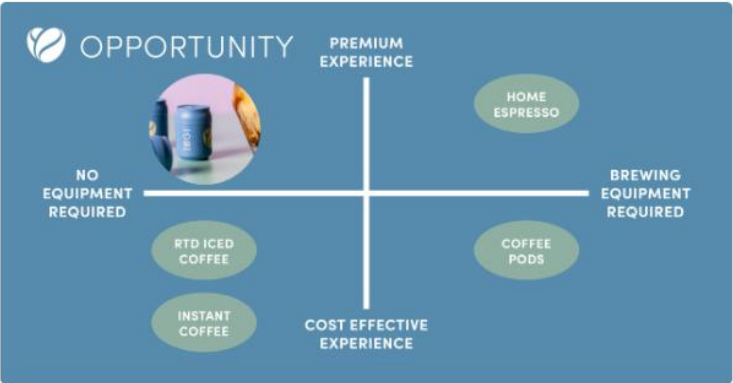 OPPORTUNITY
PREMIUM
EXPERIENCE
HOME
ESPRESSO
NO
EQUIPMENT
REQUIRED
BREWING
EQUIPMENT
REQUIRED
RTD ICED
COFFEE
COFFEE
PODS
INSTANT
COFFEE
COST EFFECTIVE
EXPERIENCE